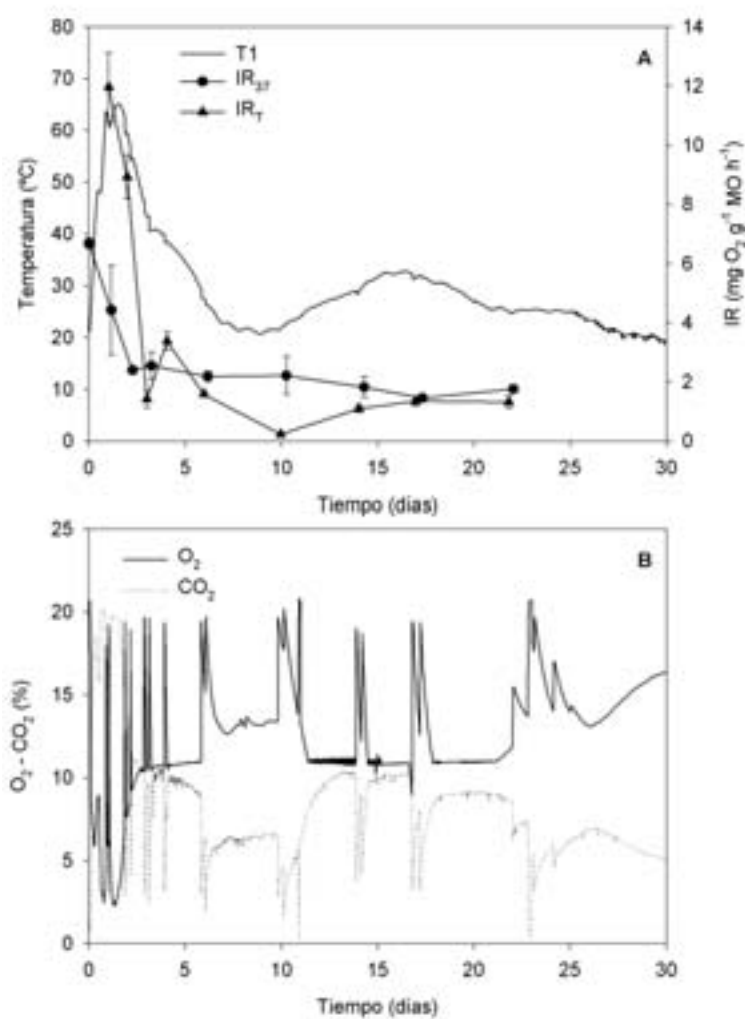 A
T1
IR₃₇
IR_T
Temperatura (ºC)
80
70
60
50
40
30
20
10
0
IR (mg O₂ g⁻¹ MO h⁻¹)
14
12
10
8
6
4
2
0
0 5 10 15 20 25 30
Tiempo (días)
B
O₂
CO₂
O₂ - CO₂ (%)
25
20
15
10
5
0
0 5 10 15 20 25 30
Tiempo (días)